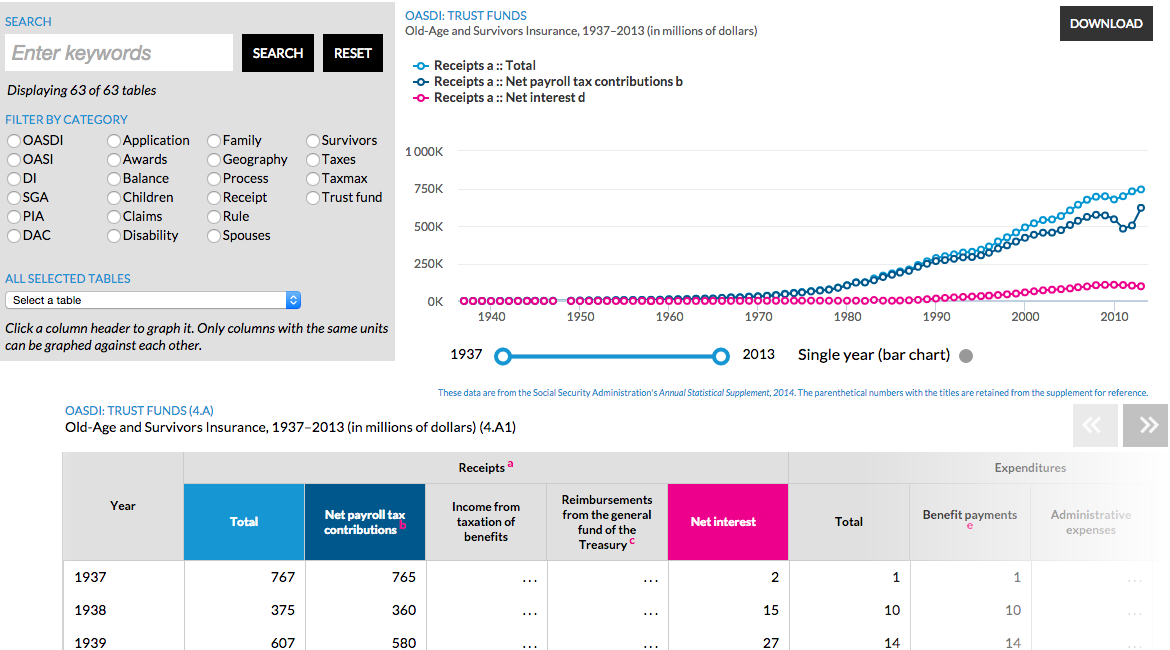 SEARCH
Enter keywords
SEARCH
RESET
Displaying 63 of 63 tables
FILTER BY CATEGORY
OASDI
Application
Family
Survivors
OASI
Awards
Geography
Taxes
DI
Balance
Process
Taxmax
SGA
Children
Receipt
Trust fund
PIA
Claims
Rule
DAC
Disability
Spouses
ALL SELECTED TABLES
Select a table
Click a column header to graph it. Only columns with the same units
can be graphed against each other.
OASDI: TRUST FUNDS
Old-Age and Survivors Insurance, 1937–2013 (in millions of dollars)
DOWNLOAD
Receipts a :: Total
Receipts a :: Net payroll tax contributions b
Receipts a :: Net interest d
1 000K
750K
500K
250K
0K
1940 1950 1960 1970 1980 1990 2000 2010
1937
2013
Single year (bar chart)
These data are from the Social Security Administration's Annual Statistical Supplement, 2014. The parenthetical numbers with the titles are retained from the supplement for reference.
OASDI: TRUST FUNDS (4.A)
Old-Age and Survivors Insurance, 1937–2013 (in millions of dollars) (4.A1)
Year
Receipts a
Expenditures
Total
Net payroll tax
contributions b
Income from
taxation of
benefits
Reimbursements
from the general
fund of the
Treasury c
Net interest
Total
Benefit payments
e
Administrative
expenses
1937 767 765 ... ... 2 1 1 ...
1938 375 360 ... ... 15 10 10 ...
1939 607 580 ... ... 27 14 14 ...